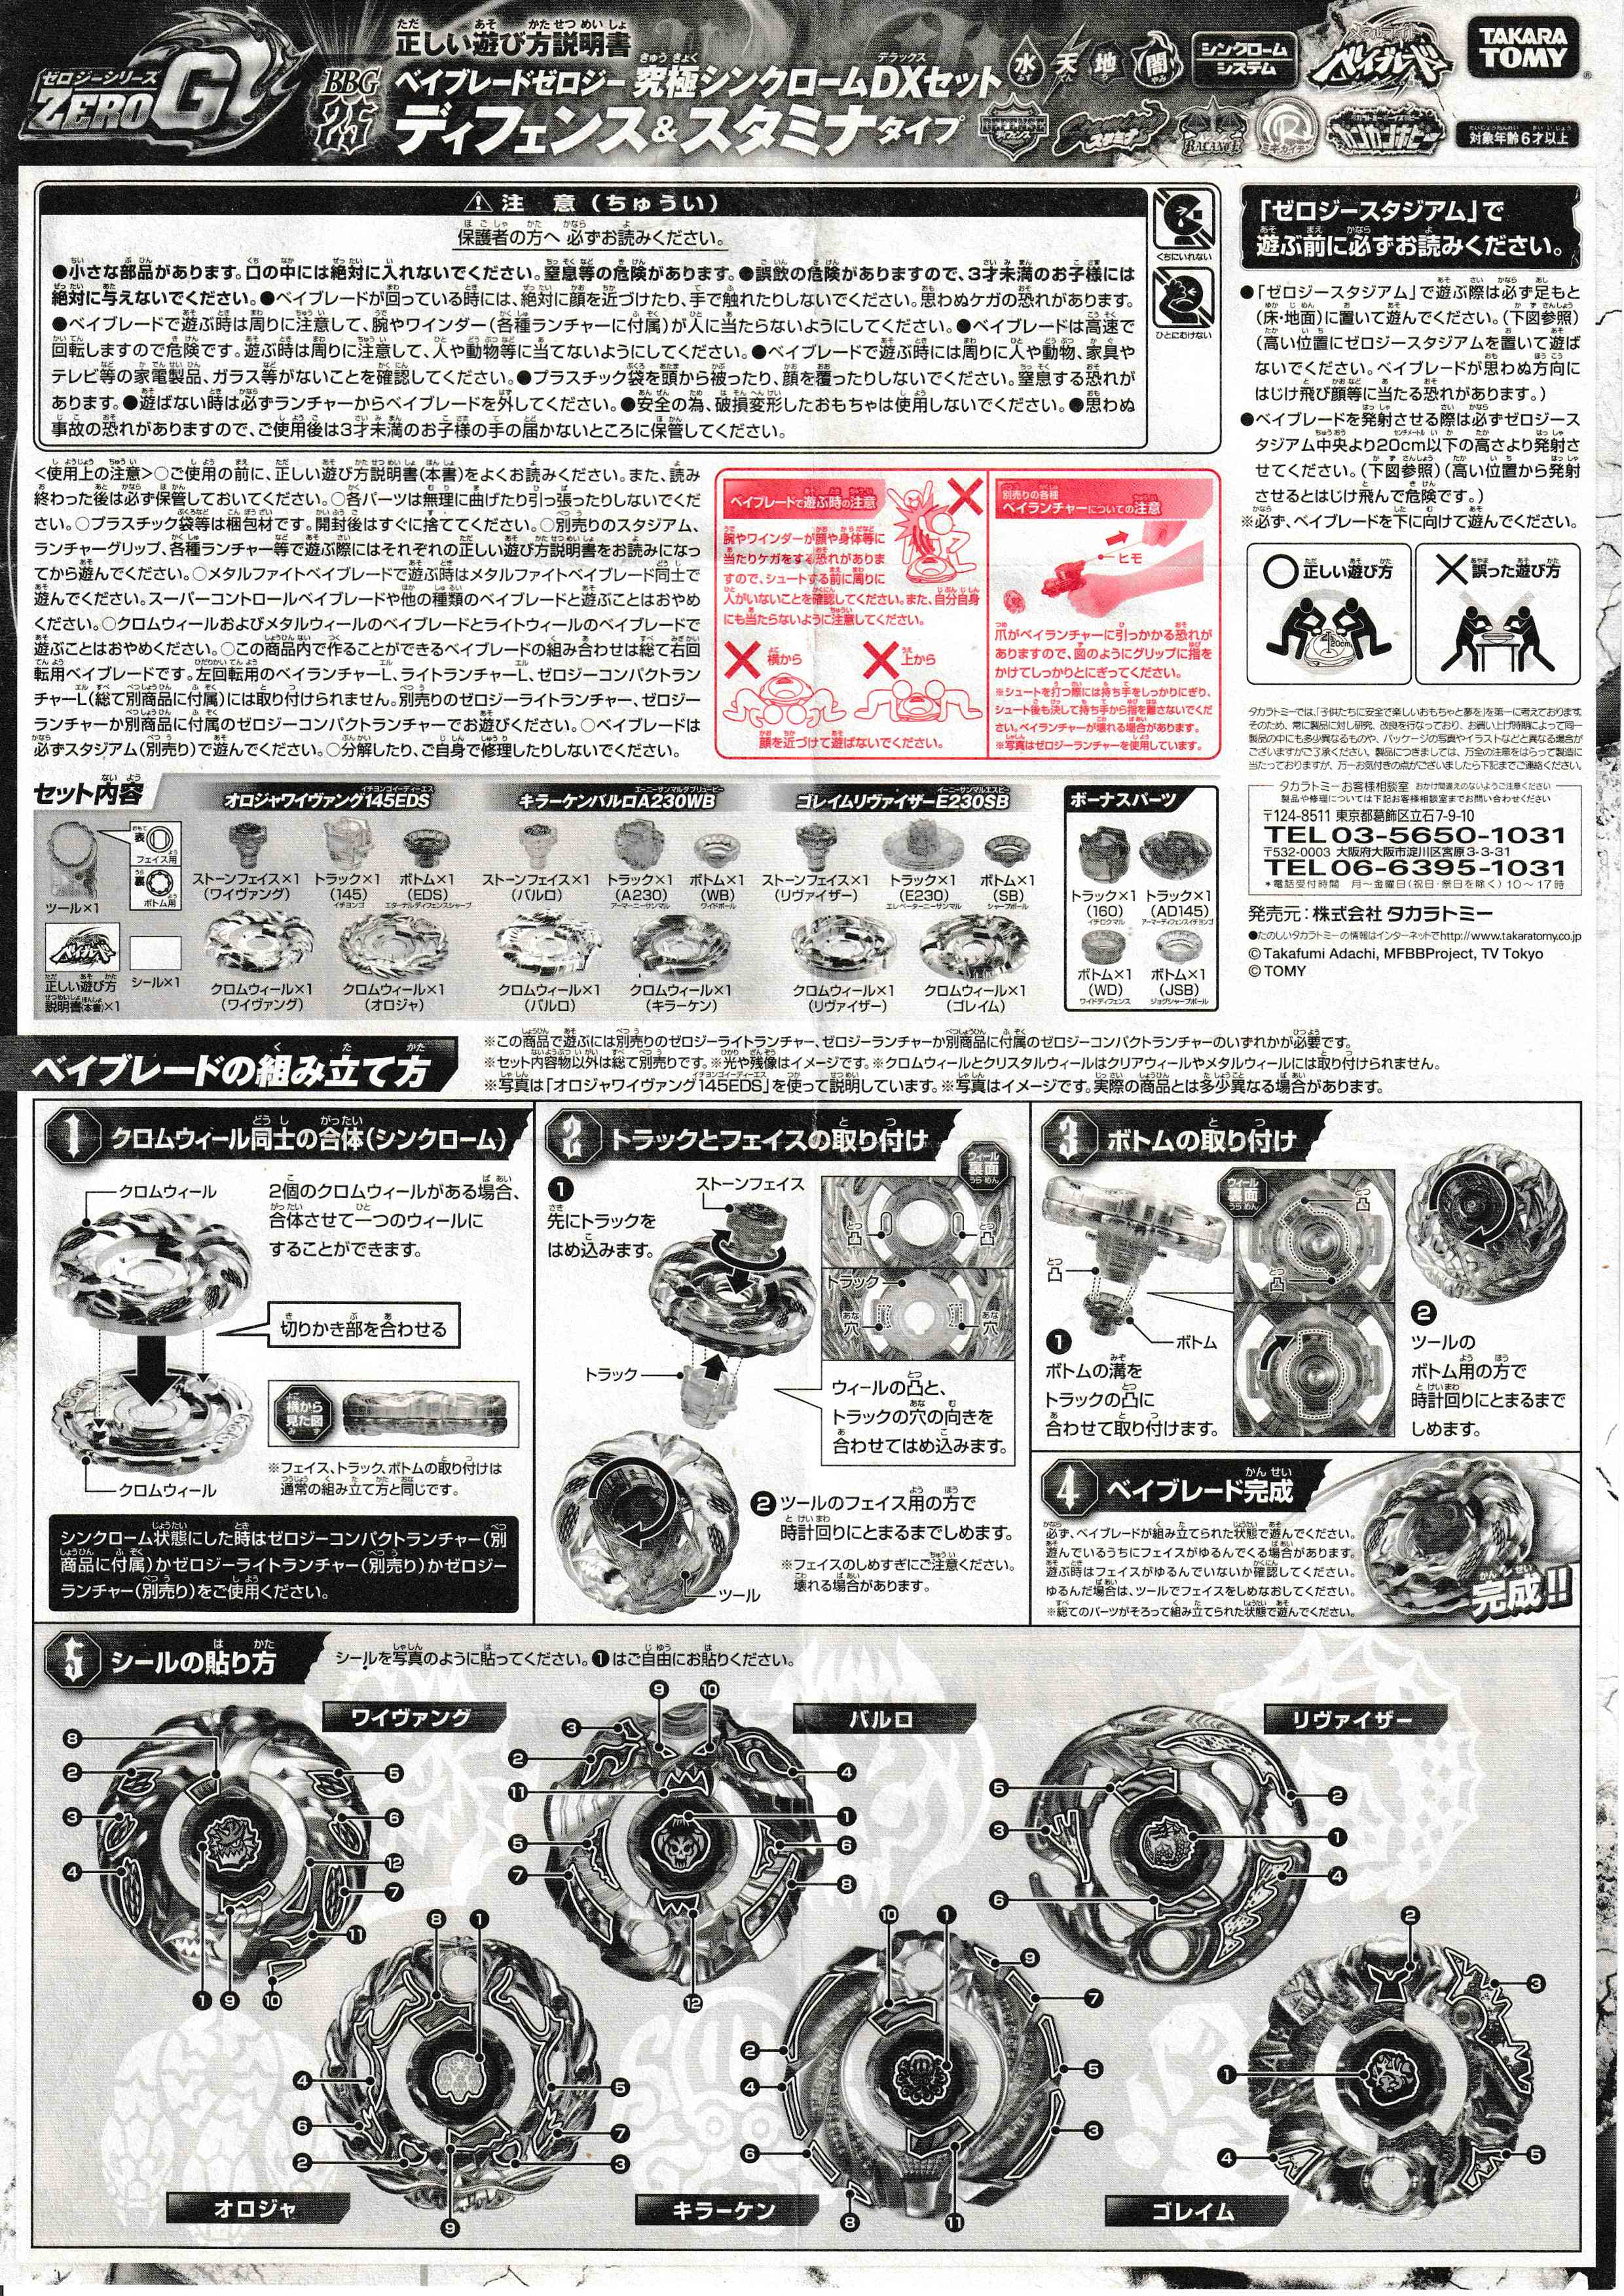 正しい遊び方説明書
ゼロジーシリーズ
ZERO G
BBG
25
ベイブレードゼロジー 究極シンクロームDXセット
ディフェンス&スタミナタイプ
水 天 地 闇
シンクローム
システム
ベイブレード
TAKARA
TOMY
対象年齢6才以上
注 意(ちゅうい)
保護者の方へ 必ずお読みください。
●小さな部品があります。口の中には絶対に入れないでください。窒息等の危険があります。●誤飲の危険がありますので、3才未満のお子様には
絶対に与えないでください。●ベイブレードが回っている時には、絶対に顔を近づけたり、手で触れたりしないでください。思わぬケガの恐れがあります。
●ベイブレードで遊ぶ時は周りに注意して、腕やワインダー(各種ランチャーに付属)が人に当たらないようにしてください。●ベイブレードは高速で
回転しますので危険です。遊ぶ時は周りに注意して、人や動物等に当てないようにしてください。●ベイブレードで遊ぶ時には周りに人や動物、家具や
テレビ等の家電製品、ガラス等がないことを確認してください。●プラスチック袋を頭から被ったり、顔を覆ったりしないでください。窒息する恐れが
あります。●遊ばない時は必ずランチャーからベイブレードを外してください。●安全の為、破損変形したおもちゃは使用しないでください。●思わぬ
事故の恐れがありますので、ご使用後は3才未満のお子様の手の届かないところに保管してください。
くちにいれない
ひとにむけない
「ゼロジースタジアム」で
遊ぶ前に必ずお読みください。
●「ゼロジースタジアム」で遊ぶ際は必ず足もと
(床・地面)に置いて遊んでください。(下図参照)
(高い位置にゼロジースタジアムを置いて遊ば
ないでください。ベイブレードが思わぬ方向に
はじけ飛び顔等に当たる恐れがあります。)
●ベイブレードを発射させる際は必ずゼロジース
タジアム中央より20cm以下の高さより発射さ
せてください。(下図参照)(高い位置から発射
させるとはじけ飛んで危険です。)
※必ず、ベイブレードを下に向けて遊んでください。
正しい遊び方
20cm
誤った遊び方
<使用上の注意>○ご使用の前に、正しい遊び方説明書(本書)をよくお読みください。また、読み
終わった後は必ず保管しておいてください。○各パーツは無理に曲げたり引っ張ったりしないでくだ
さい。○プラスチック袋等は梱包材です。開封後はすぐに捨ててください。○別売りのスタジアム、
ランチャーグリップ、各種ランチャー等で遊ぶ際にはそれぞれの正しい遊び方説明書をお読みになっ
てから遊んでください。○メタルファイトベイブレードで遊ぶ時はメタルファイトベイブレード同士で
遊んでください。スーパーコントロールベイブレードや他の種類のベイブレードと遊ぶことはおやめ
ください。○クロムウィールおよびメタルウィールのベイブレードとライトウィールのベイブレードで
遊ぶことはおやめください。○この商品内で作ることができるベイブレードの組み合わせは総て右回
転用ベイブレードです。左回転用のベイランチャーL、ライトランチャーL、ゼロジーコンパクトラン
チャーL(総て別商品に付属)には取り付けられません。別売りのゼロジーライトランチャー、ゼロジー
ランチャーか別商品に付属のゼロジーコンパクトランチャーでお遊びください。○ベイブレードは
必ずスタジアム(別売り)で遊んでください。○分解したり、ご自身で修理したりしないでください。
ベイブレードで遊ぶ時の注意
腕やワインダーが顔や身体等に
当たりケガをする恐れがありま
すので、シュートする前に周りに
人がいないことを確認してください。また、自分自身
にも当たらないように注意してください。
横から
上から
顔を近づけて遊ばないでください。
別売りの各種
ベイランチャーについての注意
ヒモ
爪がベイランチャーに引っかかる恐れが
ありますので、図のようにグリップに指を
かけてしっかりとにぎってください。
※シュートを打つ際には持ち手をしっかりにぎり、
シュート後も決して持ち手から指を離さないでくだ
さい。ベイランチャーが壊れる場合があります。
※写真はゼロジーランチャーを使用しています。
タカラトミーでは、「子供たちに安全で楽しいおもちゃと夢を」を第一に考えております。
そのため、常に製品に対し研究、改良を行なっており、お買い上げ時期によって同一
製品の中にも多少異なるものや、パッケージの写真やイラストなどと異なる場合が
ございますがご了承ください。製品につきましては、万全の注意をはらって製造に
当たっておりますが、万一お気付きの点がございましたら下記までご連絡ください。
タカラトミーお客様相談室 おかけ間違えのないようご注意ください
製品や修理については下記お客様相談室までお問い合わせください
〒124-8511 東京都葛飾区立石7-9-10
TEL03-5650-1031
〒532-0003 大阪府大阪市淀川区宮原3-3-31
TEL06-6395-1031
*電話受付時間 月~金曜日(祝日・祭日を除く)10~17時
発売元:株式会社 タカラトミー
●たのしいタカラトミーの情報はインターネットでhttp://www.takaratomy.co.jp
©Takafumi Adachi, MFBBProject, TV Tokyo
©TOMY
セット内容
ツール×1
表
フェイス用
裏
ボトム用
正しい遊び方
説明書(本書)×1
シール×1
オロジャワイヴァング145EDS
ストーンフェイス×1
(ワイヴァング)
トラック×1
(145)
ボトム×1
(EDS)
エターナルディフェンスシャープ
クロムウィール×1
(ワイヴァング)
クロムウィール×1
(オロジャ)
キラーケンバルロA230WB
ストーンフェイス×1
(バルロ)
トラック×1
(A230)
ボトム×1
(WB)
ワイドボール
クロムウィール×1
(バルロ)
クロムウィール×1
(キラーケン)
ゴレイムリヴァイザーE230SB
ストーンフェイス×1
(リヴァイザー)
トラック×1
(E230)
ボトム×1
(SB)
シャープボール
クロムウィール×1
(リヴァイザー)
クロムウィール×1
(ゴレイム)
ボーナスパーツ
トラック×1
(160)
トラック×1
(AD145)
ボトム×1
(WD)
ワイドディフェンス
ボトム×1
(JSB)
ジョグシャープボール
ベイブレードの組み立て方
※この商品で遊ぶには別売りのゼロジーライトランチャー、ゼロジーランチャーか別商品に付属のゼロジーコンパクトランチャーのいずれかが必要です。
※セット内容物以外は総て別売りです。※光や残像はイメージです。※クロムウィールとクリスタルウィールはクリアウィールやメタルウィールには取り付けられません。
※写真は「オロジャワイヴァング145EDS」を使って説明しています。※写真はイメージです。実際の商品とは多少異なる場合があります。
1 クロムウィール同士の合体(シンクローム)
クロムウィール
2個のクロムウィールがある場合、
合体させて一つのウィールに
することができます。
切りかき部を合わせる
横から
見た図
クロムウィール
※フェイス、トラック、ボトムの取り付けは
通常の組み立て方と同じです。
シンクローム状態にした時はゼロジーコンパクトランチャー(別
商品に付属)かゼロジーライトランチャー(別売り)かゼロジー
ランチャー(別売り)をご使用ください。
2 トラックとフェイスの取り付け
❶
先にトラックを
はめ込みます。
ストーンフェイス
トラック
ウィール
裏面
凸 凸
トラック
穴 穴
ウィールの凸と、
トラックの穴の向きを
合わせてはめ込みます。
❷ツールのフェイス用の方で
時計回りにとまるまでしめます。
※フェイスのしめすぎにご注意ください。
壊れる場合があります。
ツール
3 ボトムの取り付け
凸
ボトム
❶
ボトムの溝を
トラックの凸に
合わせて取り付けます。
ウィール
裏面
凸
凸
❷
ツールの
ボトム用の方で
時計回りにとまるまで
しめます。
4 ベイブレード完成
必ず、ベイブレードが組み立てられた状態で遊んでください。
遊んでいるうちにフェイスがゆるんでくる場合があります。
遊ぶ時はフェイスがゆるんでいないか確認してください。
ゆるんだ場合は、ツールでフェイスをしめなおしてください。
※総てのパーツがそろって組み立てられた状態で遊んでください。
完成!!
5 シールの貼り方
シールを写真のように貼ってください。❶はご自由にお貼りください。
ワイヴァング
バルロ
リヴァイザー
オロジャ
キラーケン
ゴレイム